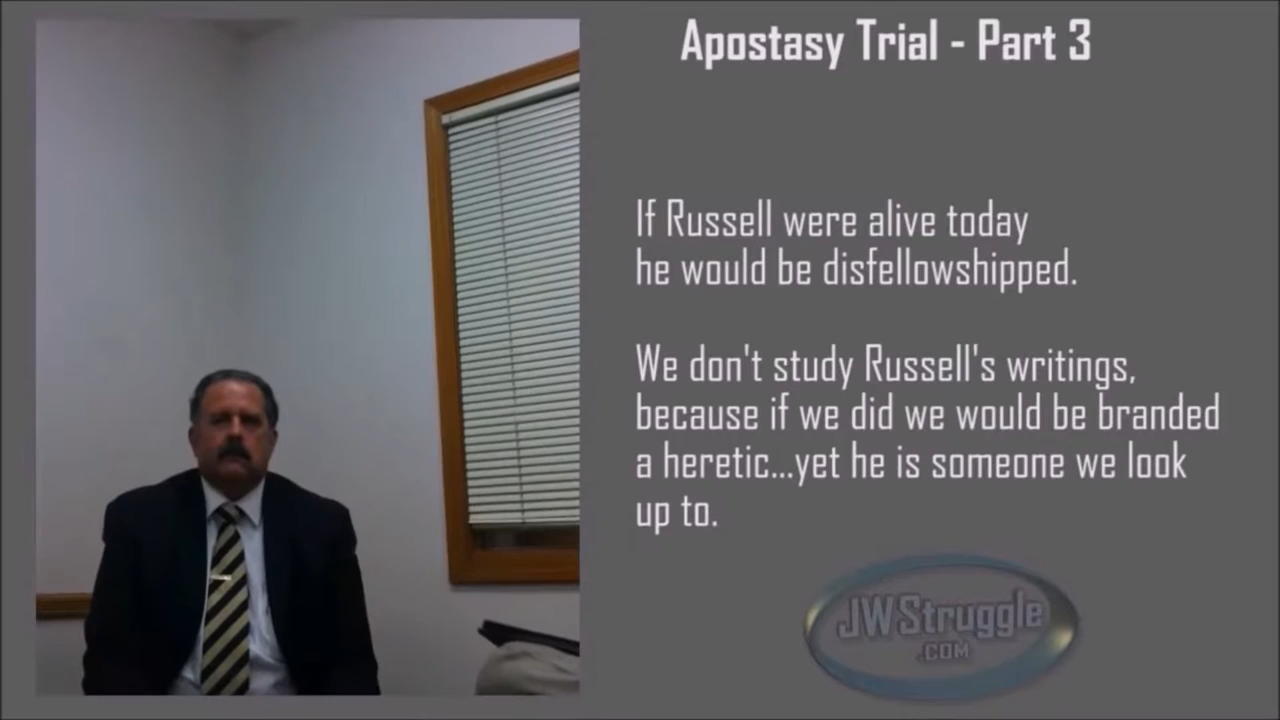 Apostasy Trial - Part 3
If Russell were alive today
he would be disfellowshipped.
We don't study Russell's writings,
because if we did we would be branded
a heretic...yet he is someone we look
up to.
JWStruggle
.COM